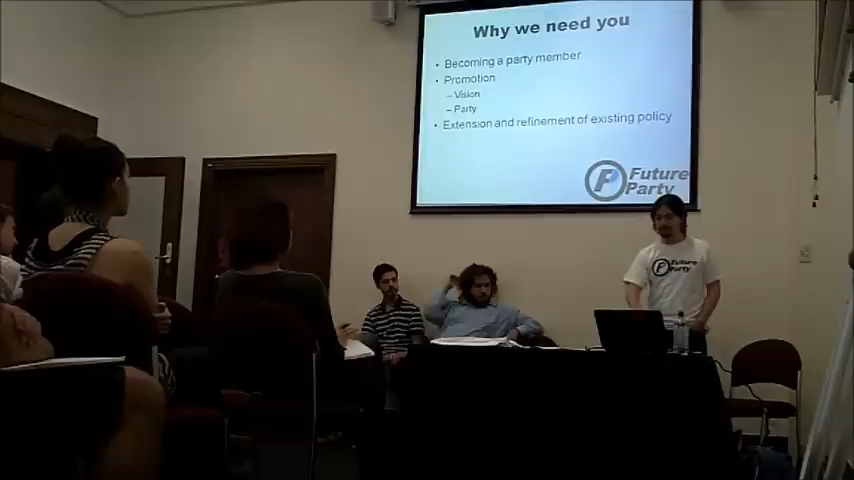 Why we need you
• Becoming a party member
• Promotion
– Vision
– Party
• Extension and refinement of existing policy
F Future
Party
F Future
Party